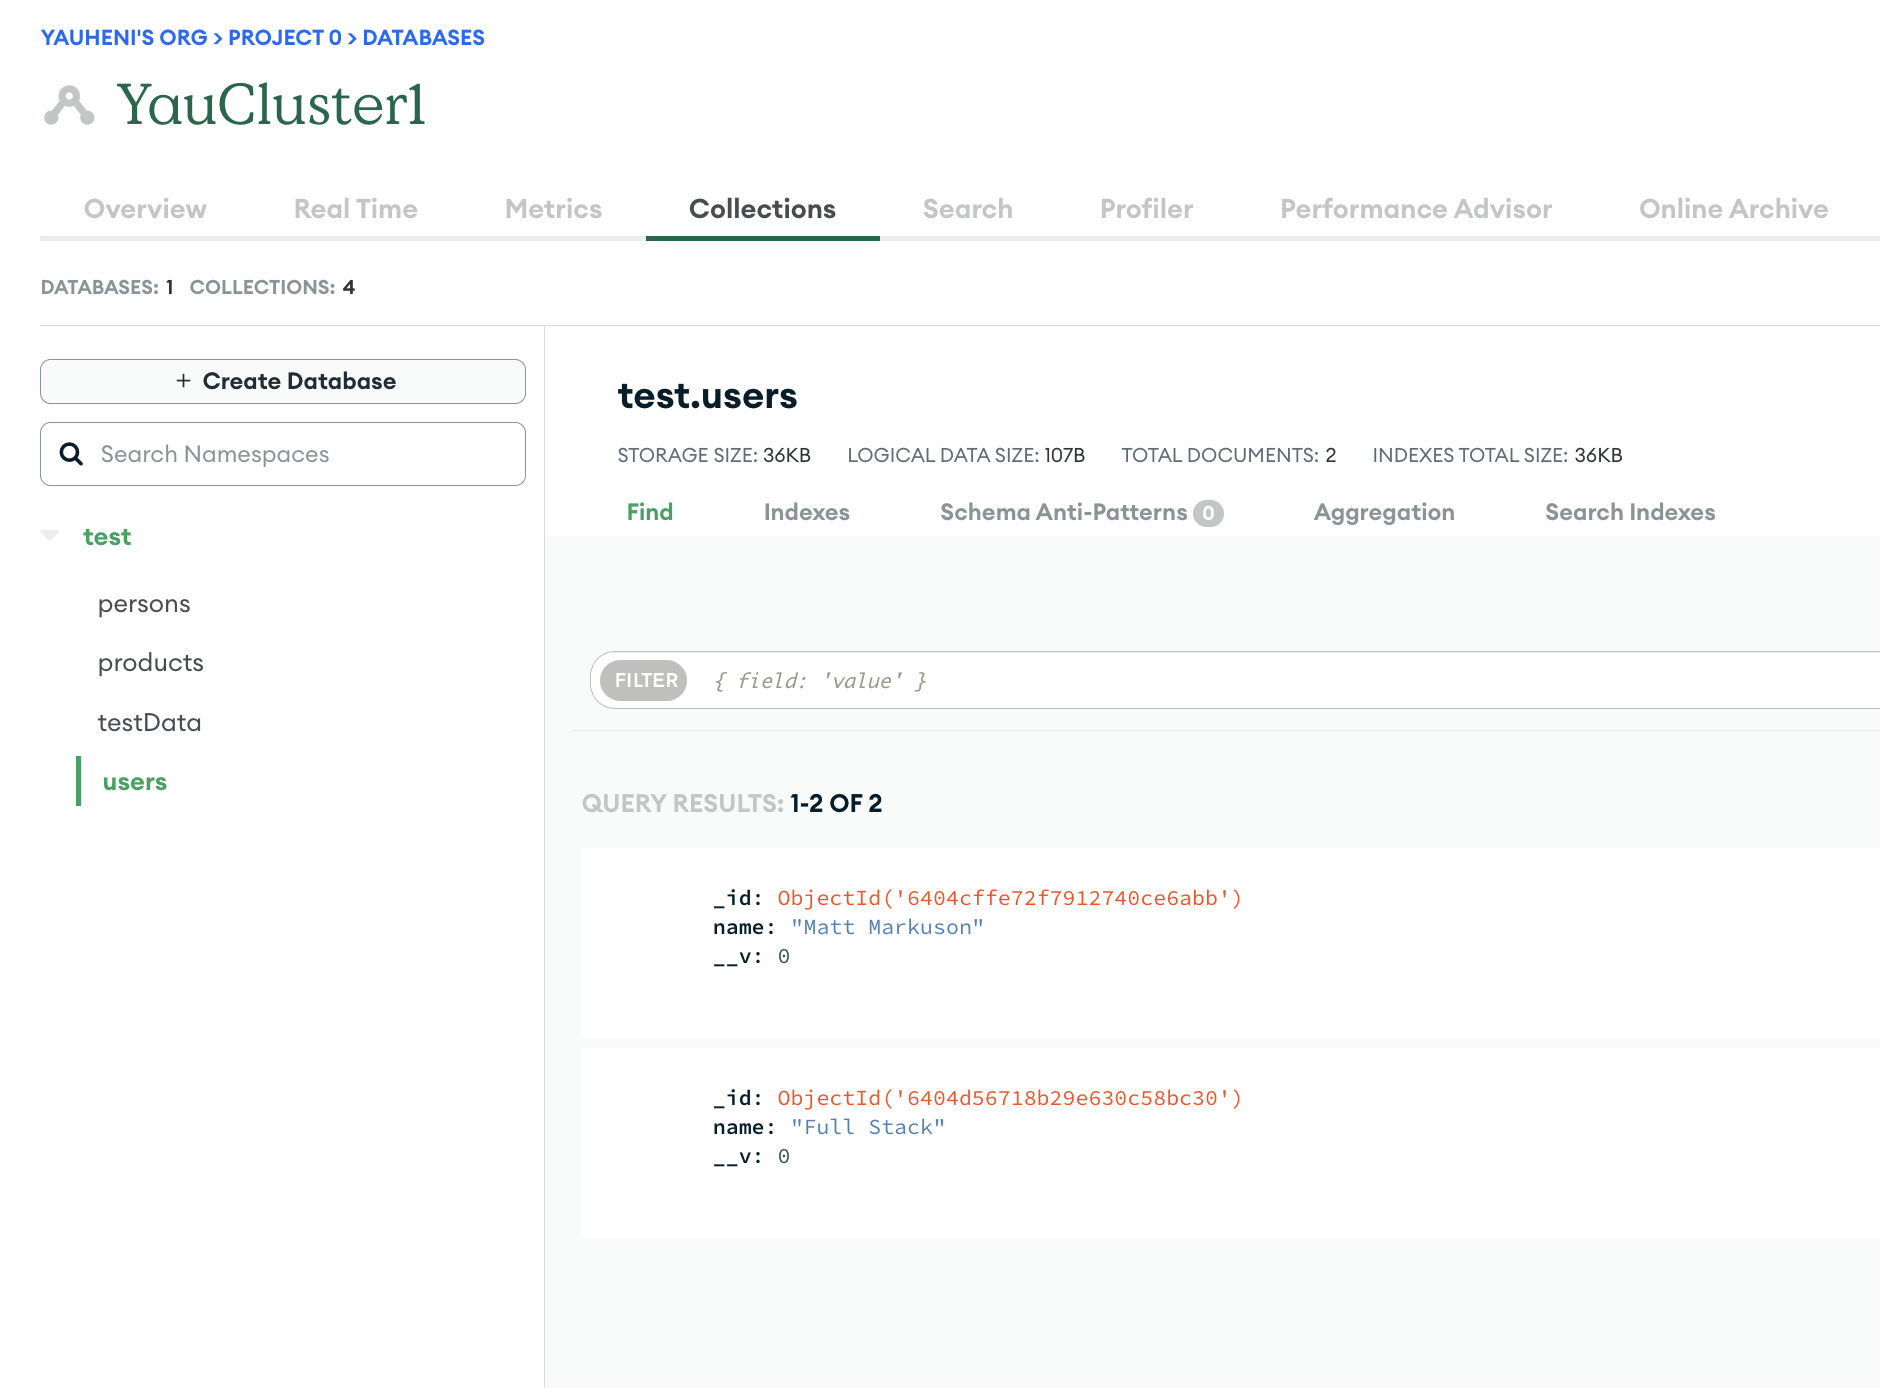 YAUHENI'S ORG > PROJECT 0 > DATABASES
YauCluster1
Overview Real Time Metrics Collections Search Profiler Performance Advisor Online Archive
DATABASES: 1 COLLECTIONS: 4
+ Create Database
Search Namespaces
test
persons
products
testData
users
test.users
STORAGE SIZE: 36KB LOGICAL DATA SIZE: 107B TOTAL DOCUMENTS: 2 INDEXES TOTAL SIZE: 36KB
Find Indexes Schema Anti-Patterns 0 Aggregation Search Indexes
FILTER { field: 'value' }
QUERY RESULTS: 1-2 OF 2
_id: ObjectId('6404cffe72f7912740ce6abb')
name: "Matt Markuson"
__v: 0
_id: ObjectId('6404d56718b29e630c58bc30')
name: "Full Stack"
__v: 0